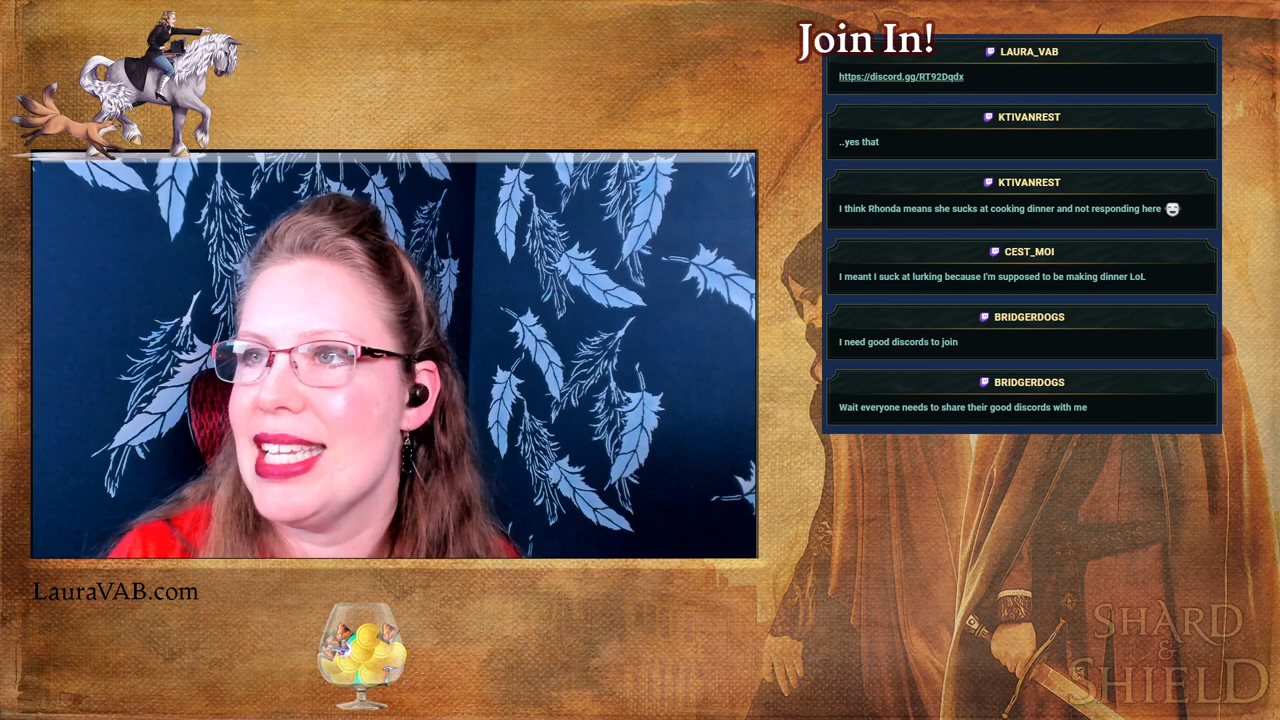 Join In!
LAURA_VAB
https://discord.gg/RT92Dqdx
KTIVANREST
..yes that
KTIVANREST
I think Rhonda means she sucks at cooking dinner and not responding here
CEST_MOI
I meant I suck at lurking because I'm supposed to be making dinner LoL
BRIDGERDOGS
I need good discords to join
BRIDGERDOGS
Wait everyone needs to share their good discords with me
LauraVAB.com
SHARD
&
SHIELD